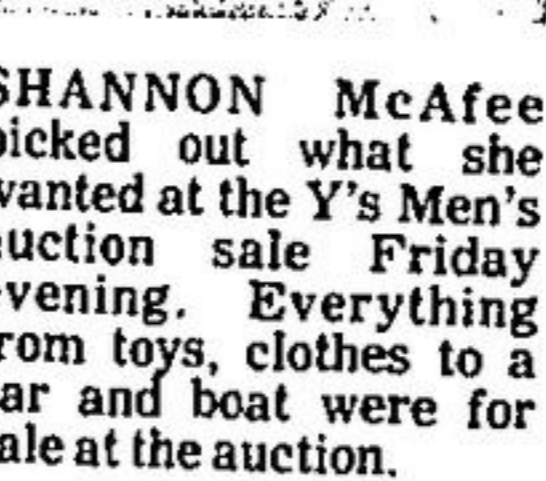 SHANNON McAfee
picked out what she
wanted at the Y's Men's
auction sale Friday
evening. Everything
from toys, clothes to a
car and boat were for
sale at the auction.